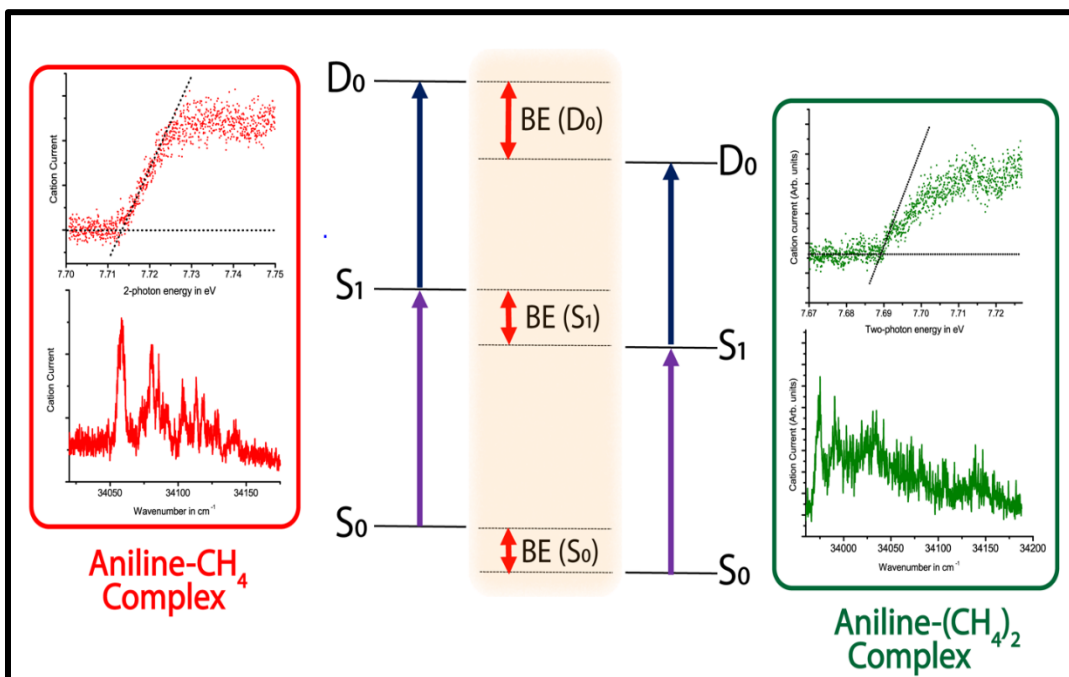 Cation Current
7.70 7.71 7.72 7.73 7.74 7.75
2-photon energy in eV
Cation Current
34050 34100 34150
Wavenumber in cm⁻¹
Aniline-CH₄
Complex
D₀
S₁
S₀
BE (D₀)
BE (S₁)
BE (S₀)
D₀
S₁
S₀
Cation current (Arb. units)
7.67 7.68 7.69 7.70 7.71 7.72
Two-photon energy in eV
Cation Current (Arb. units)
34000 34050 34100 34150 34200
Wavenumber in cm⁻¹
Aniline-(CH₄)₂
Complex